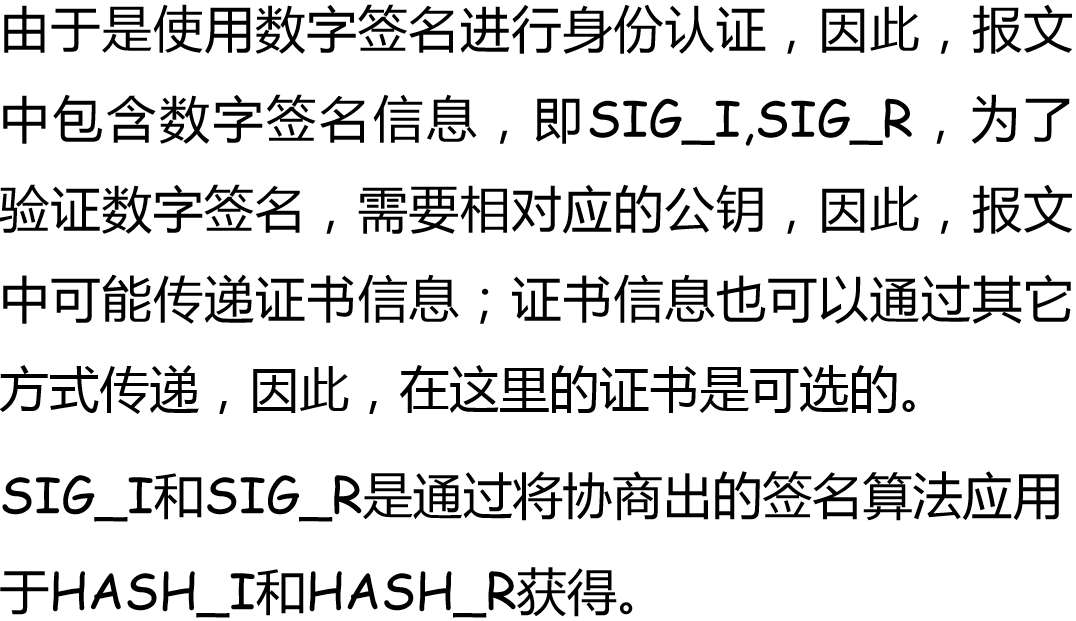 由于是使用数字签名进行身份认证，因此，报文
中包含数字签名信息，即SIG_I,SIG_R，为了
验证数字签名，需要相对应的公钥，因此，报文
中可能传递证书信息；证书信息也可以通过其它
方式传递，因此，在这里的证书是可选的。
SIG_I和SIG_R是通过将协商出的签名算法应用
于HASH_I和HASH_R获得。